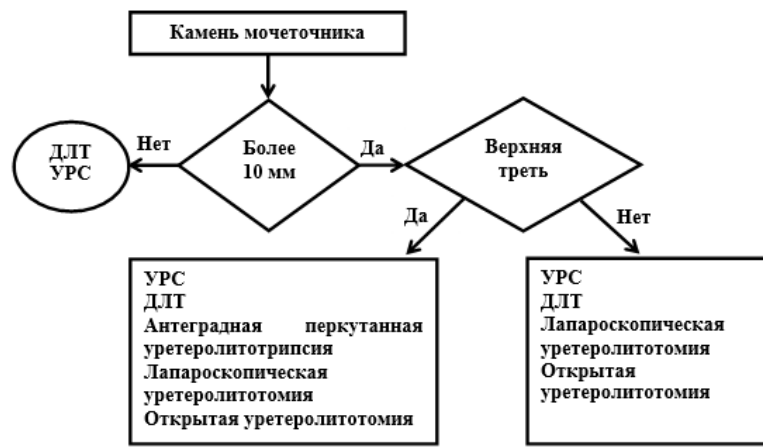 Камень мочеточника
ДЛТ
УРС
Нет
Более
10 мм
Да
Верхняя
треть
Да
Нет
УРС
ДЛТ
Антеградная перкутанная
уретеролитотрипсия
Лапароскопическая
уретеролитотомия
Открытая уретеролитотомия
УРС
ДЛТ
Лапароскопическая
уретеролитотомия
Открытая
уретеролитотомия